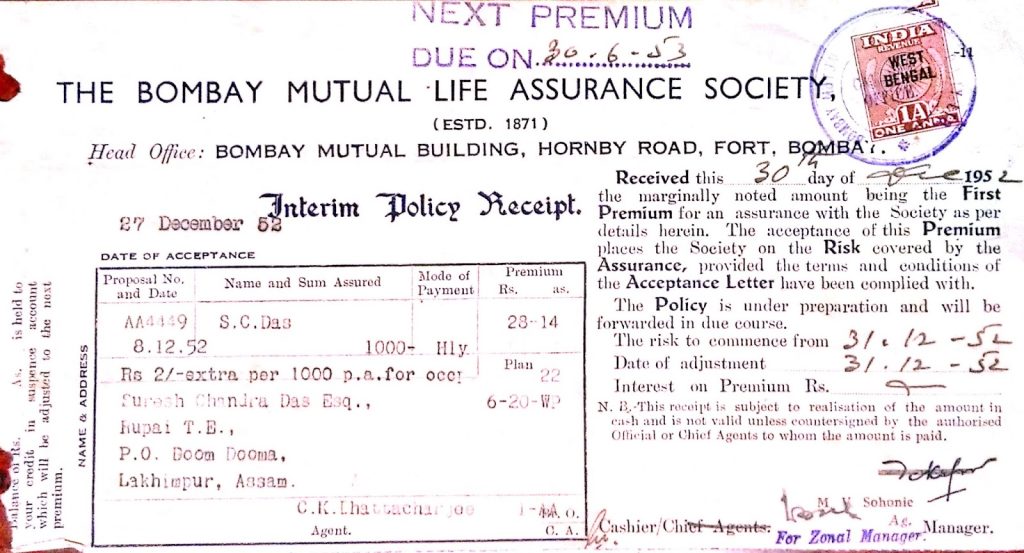 NEXT PREMIUM
DUE ON 30-6-53
THE BOMBAY MUTUAL LIFE ASSURANCE SOCIETY,
(ESTD. 1871)
Head Office: BOMBAY MUTUAL BUILDING, HORNBY ROAD, FORT, BOMBAY.
INDIA
REVENUE
WEST
BENGAL
1A
ONE ANNA
Interim Policy Receipt.
27 December 52
DATE OF ACCEPTANCE
Proposal No. and Date
Name and Sum Assured
Mode of Payment
Premium
Rs. as.
AA4449 S.C.Das 28-14
8.12.52 1000- Hly
Rs 2/-extra per 1000 p.a.for occ: Plan 22
Suresh Chandra Das Esq., 6-20-WP
Rupai T.E.,
P.O. Doom Dooma,
Lakhimpur, Assam.
C.K.Bhattacharjee
Agent. C. A.
NAME & ADDRESS
Balance of Rs. As. is held to
your credit in suspense account
which will be adjusted to the next
premium.
Received this 30th day of 1952
the marginally noted amount being the First
Premium for an assurance with the Society as per
details herein. The acceptance of this Premium
places the Society on the Risk covered by the
Assurance, provided the terms and conditions of
the Acceptance Letter have been complied with.
The Policy is under preparation and will be
forwarded in due course.
The risk to commence from 31.12-52
Date of adjustment 31.12-52
Interest on Premium Rs.
N. B.-This receipt is subject to realisation of the amount in
cash and is not valid unless countersigned by the authorised
Official or Chief Agents to whom the amount is paid.
M. V. Sohonie
Ag.
Cashier/Chief Agents. Manager.
For Zonal Manager.